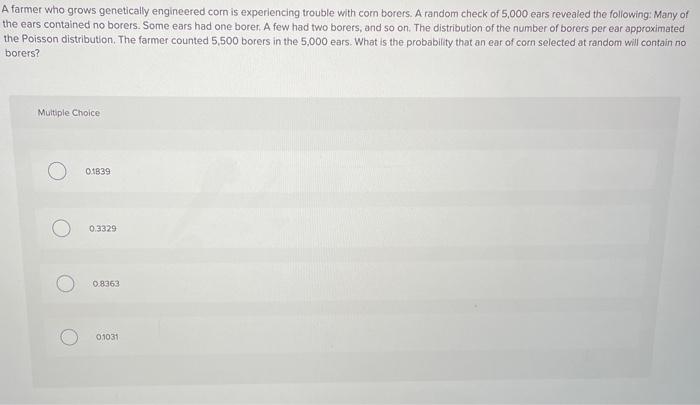 A farmer who grows genetically engineered corn is experiencing trouble with corn borers. A random check of 5,000 ears revealed the following: Many of
the ears contained no borers. Some ears had one borer. A few had two borers, and so on. The distribution of the number of borers per ear approximated
the Poisson distribution. The farmer counted 5,500 borers in the 5,000 ears. What is the probability that an ear of corn selected at random will contain no
borers?
Multiple Choice
0.1839
0.3329
0.8363
0.1031